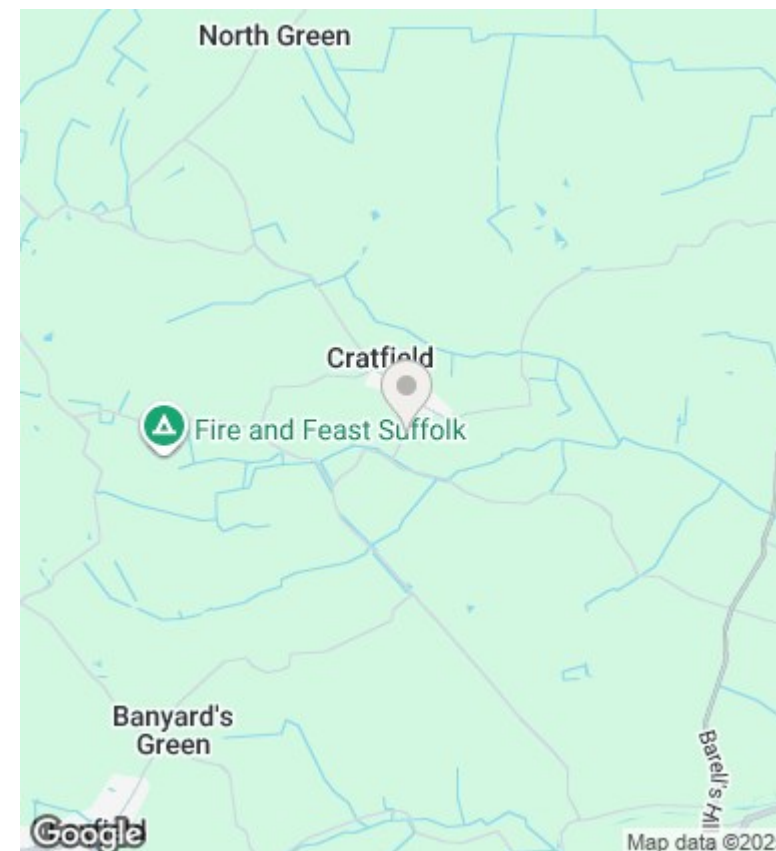 North Green
Cratfield
Fire and Feast Suffolk
Banyard's
Green
Barell's Hill
Google
Map data ©202